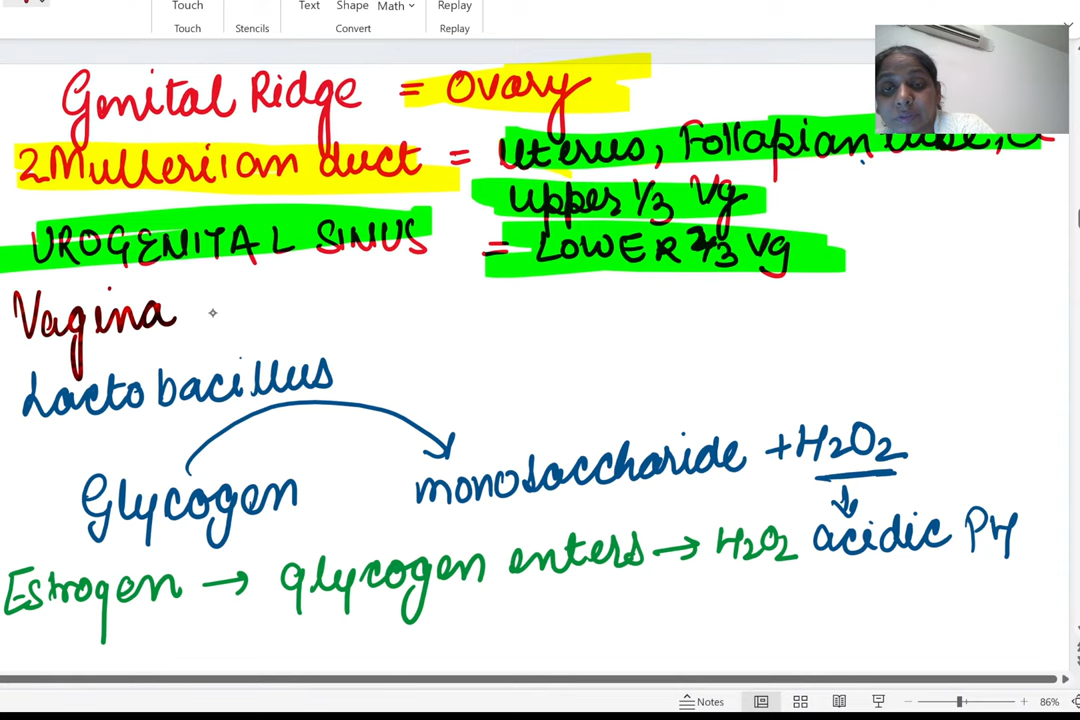 Touch Text Shape Math Replay
Touch Stencils Convert Replay
Genital Ridge = Ovary
2 Mullerian duct = Uterus, Follapian tube,
Upper 1/3 Vg
UROGENITAL SINUS = LOWER 2/3 Vg
Vagina
Lactobacillus
Glycogen monosaccharide + H2O2
acidic PH
Estrogen → glycogen enters → H2O2
Notes 86%